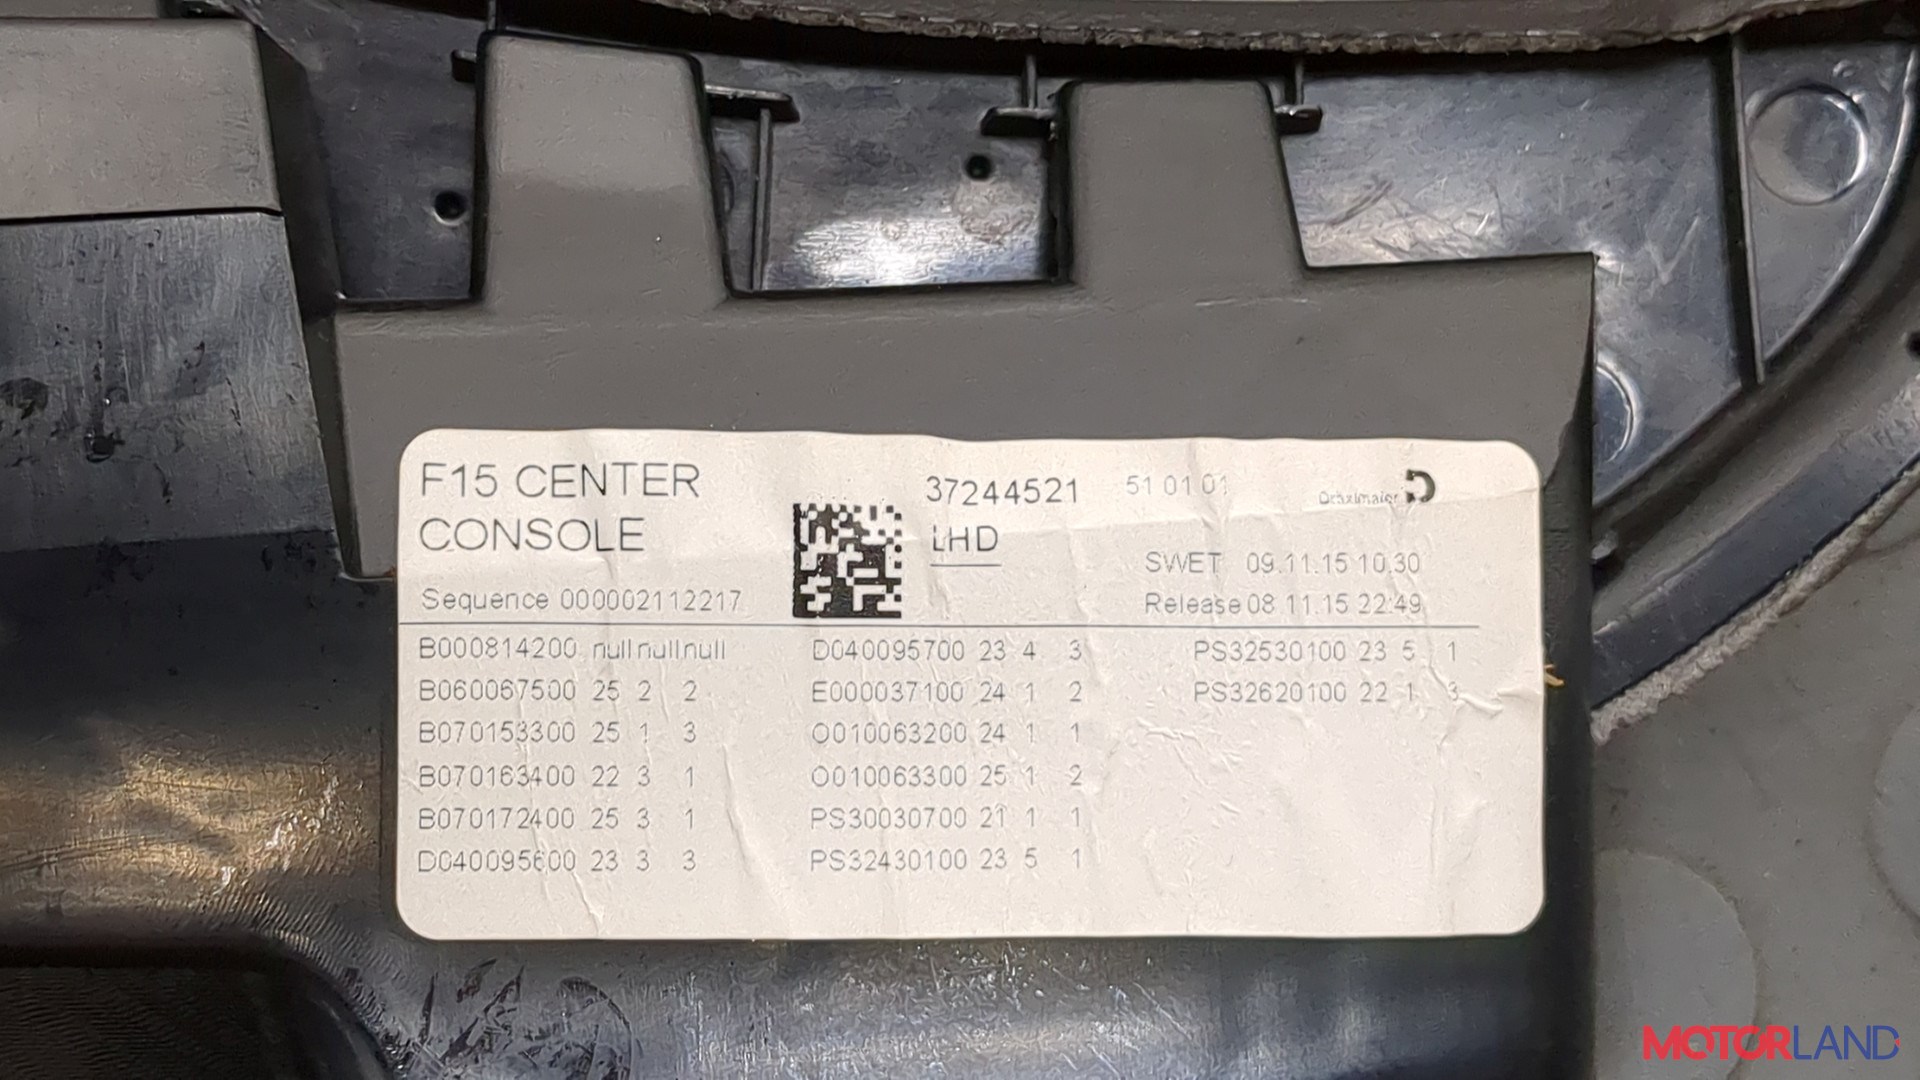 F15 CENTER
CONSOLE
Sequence 000002112217
37244521 51 01 01
LHD
Dräxlmaier
SWET 09.11.15 10.30
Release 08.11.15 22:49
B000814200 null null null
B060067500 25 2 2
B070153300 25 1 3
B070163400 22 3 1
B070172400 25 3 1
D040095600 23 3 3
D040095700 23 4 3
E000037100 24 1 2
O010063200 24 1 1
O010063300 25 1 2
PS30030700 21 1 1
PS32430100 23 5 1
PS32530100 23 5 1
PS32620100 22 1 3
MOTORLAND